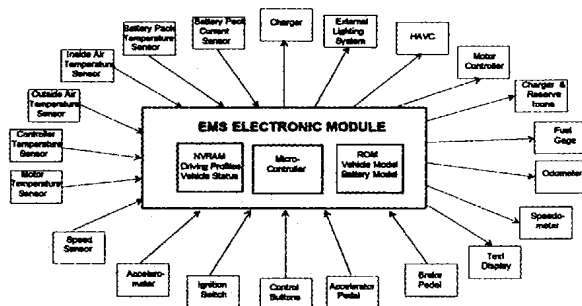 Battery Pack
Temperature
Sensor
Battery Pack
Current
Sensor
Charger
External
Lighting
System
HAVC
Motor
Controller
Inside Air
Temperature
Sensor
Charger &
Reserve
Icons
Outside Air
Temperature
Sensor
Fuel
Gage
Controller
Temperature
Sensor
Odometer
Motor
Temperature
Sensor
Speedo-
meter
Speed
Sensor
Text
Display
EMS ELECTRONIC MODULE
NVRAM
Driving Profiles
Vehicle Status
Micro-
Controller
ROM
Vehicle Model
Battery Model
Accelero-
meter
Ignition
Switch
Control
Buttons
Accelerator
Pedal
Brake
Pedal